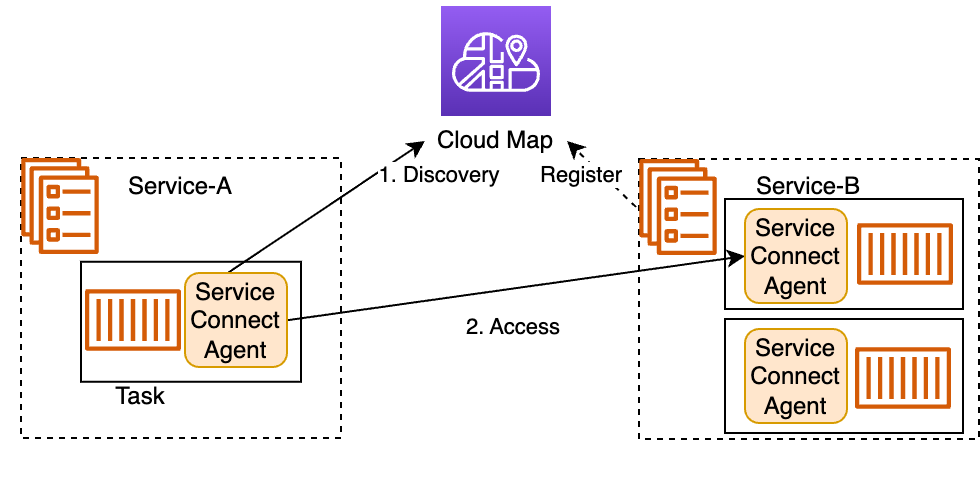 Cloud Map
1. Discovery
Register
Service-A
Service-B
Service
Connect
Agent
Task
2. Access
Service
Connect
Agent
Service
Connect
Agent